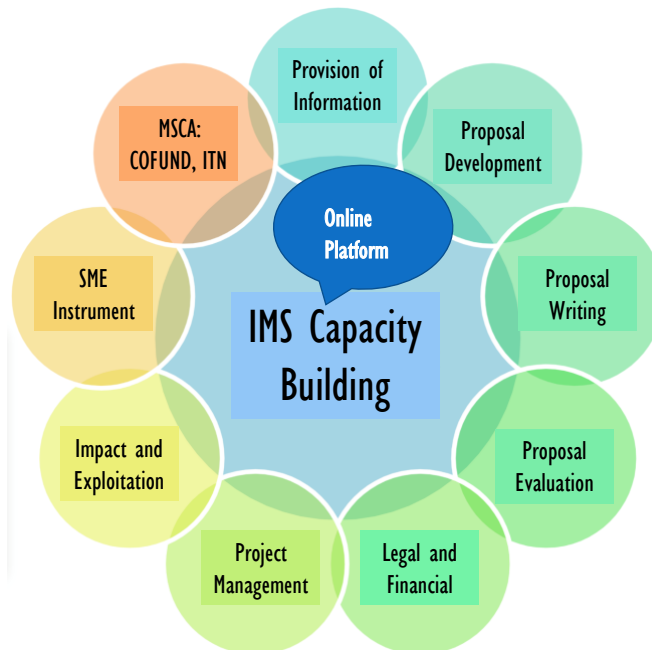 Provision of
Information
Proposal
Development
Proposal
Writing
Proposal
Evaluation
Legal and
Financial
Project
Management
Impact and
Exploitation
SME
Instrument
MSCA:
COFUND, ITN
Online
Platform
IMS Capacity
Building